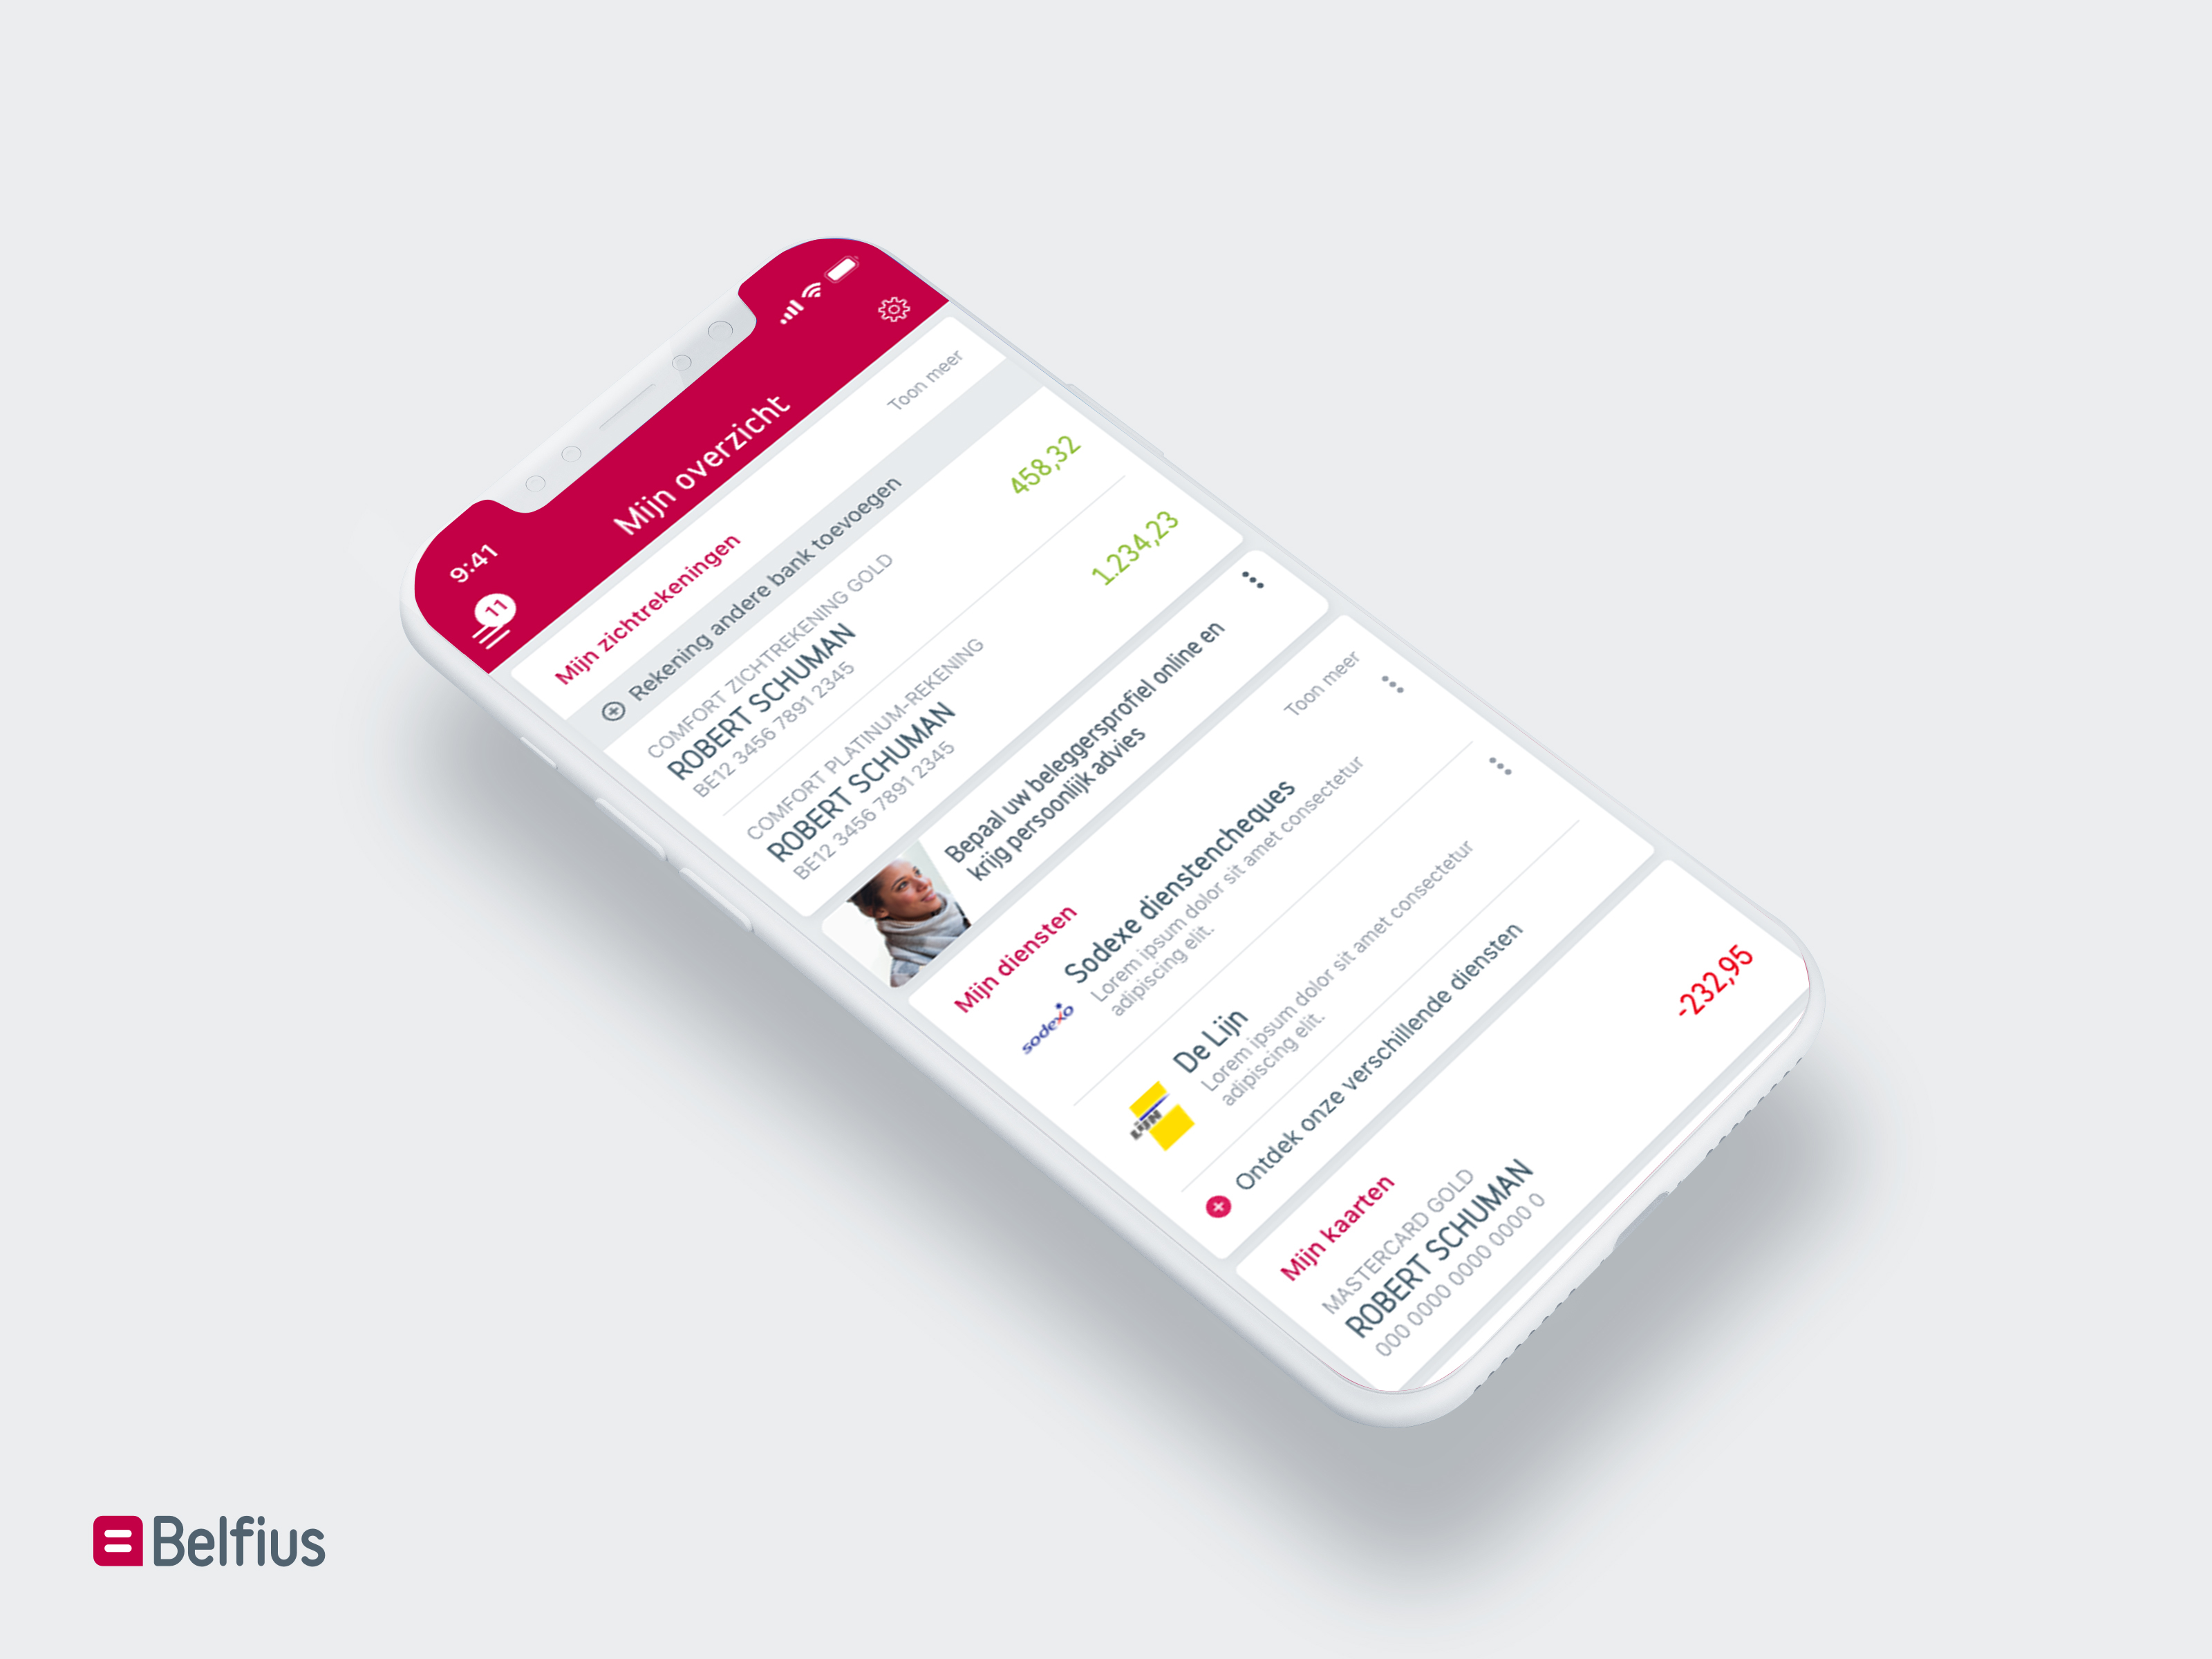 9:41
11
Mijn overzicht
Mijn zichtrekeningen
Toon meer
Rekening andere bank toevoegen
COMFORT ZICHTREKENING GOLD
ROBERT SCHUMAN
458,32
BE12 3456 7891 2345
COMFORT PLATINUM-REKENING
ROBERT SCHUMAN
1.234,23
BE12 3456 7891 2345
Bepaal uw beleggersprofiel online en
krijg persoonlijk advies
Mijn diensten
Toon meer
sodexo
Sodexe dienstencheques
Lorem ipsum dolor sit amet consectetur
adipiscing elit.
LIJN
De Lijn
Lorem ipsum dolor sit amet consectetur
adipiscing elit.
Ontdek onze verschillende diensten
Mijn kaarten
MASTERCARD GOLD
ROBERT SCHUMAN
-232,95
000 0000 0000 0000 0
Belfius